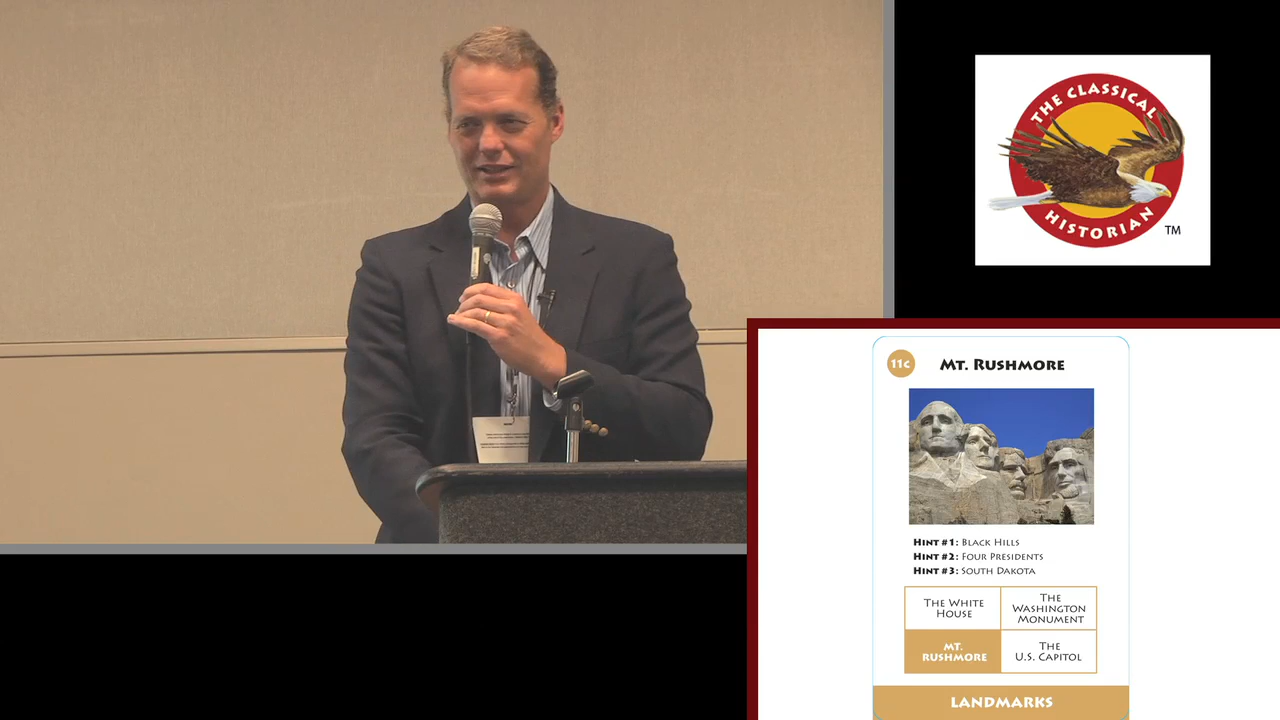 THE CLASSICAL
HISTORIAN
TM
11c
Mt. Rushmore
Hint #1: Black Hills
Hint #2: Four Presidents
Hint #3: South Dakota
The White
House
The
Washington
Monument
Mt.
Rushmore
The
U.S. Capitol
Landmarks